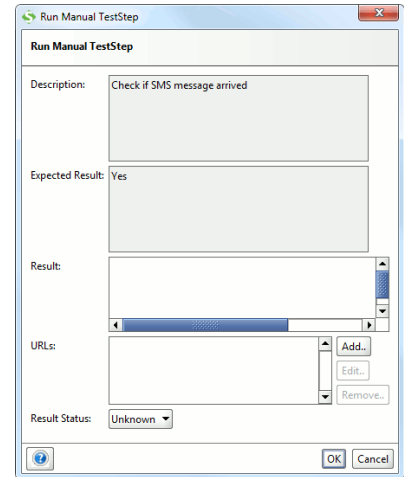 Run Manual TestStep
Run Manual TestStep
Description: Check if SMS message arrived
Expected Result: Yes
Result:
URLs: Add..
Edit..
Remove..
Result Status: Unknown
OK Cancel